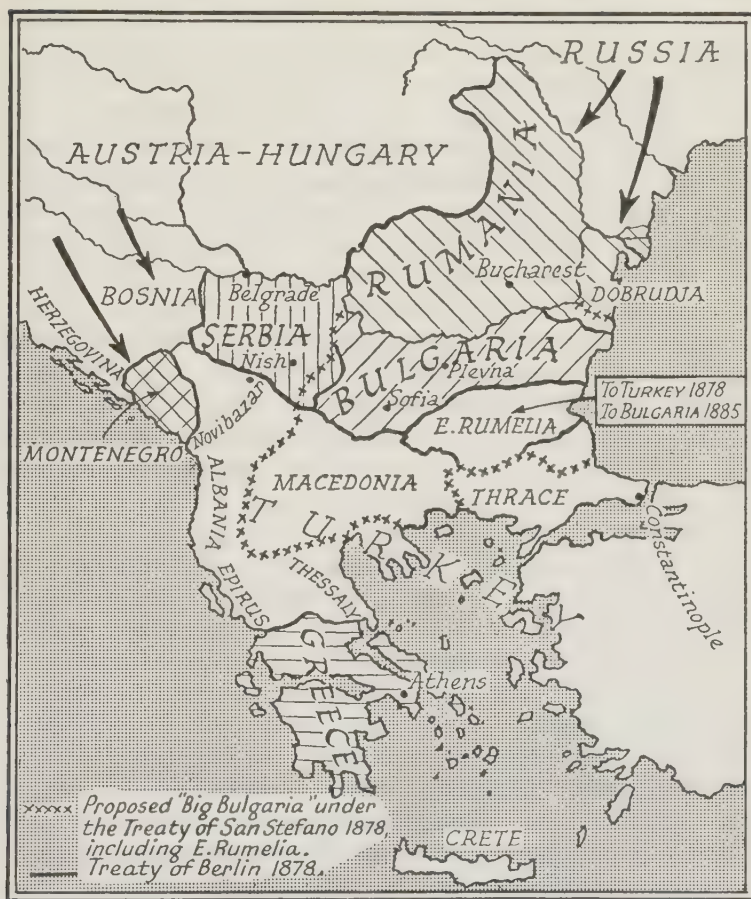 RUSSIA
AUSTRIA-HUNGARY
RUMANIA
Bucharest
DOBRUDJA
BOSNIA
Belgrade
HERZEGOVINA
SERBIA
Nish
BULGARIA
Plevna
Sofia
TO TURKEY 1878
TO BULGARIA 1885
E. RUMELIA
Novibazar
MONTENEGRO
ALBANIA
MACEDONIA
THRACE
TURKE
Constantinople
EPIRUS
THESSALY
GREECE
Athens
xxxxxx Proposed "Big Bulgaria" under
the Treaty of San Stefano 1878,
including E. Rumelia.
Treaty of Berlin 1878.
CRETE